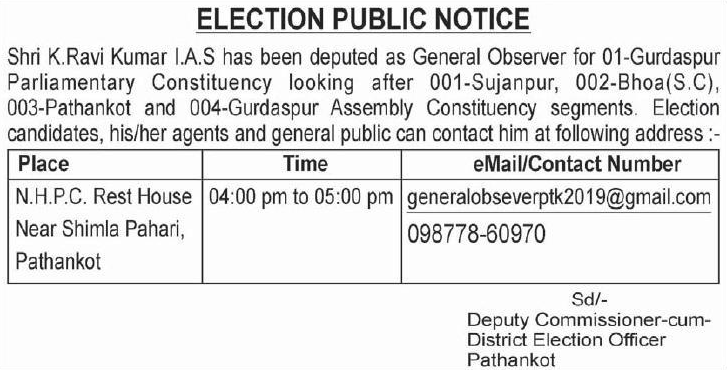 ELECTION PUBLIC NOTICE
Shri K.Ravi Kumar I.A.S has been deputed as General Observer for 01-Gurdaspur
Parliamentary Constituency looking after 001-Sujanpur, 002-Bhoa(S.C),
003-Pathankot and 004-Gurdaspur Assembly Constituency segments. Election
candidates, his/her agents and general public can contact him at following address :-
Place Time eMail/Contact Number
N.H.P.C. Rest House 04:00 pm to 05:00 pm generalobseverptk2019@gmail.com
Near Shimla Pahari, 098778-60970
Pathankot
Sd/-
Deputy Commissioner-cum-
District Election Officer
Pathankot